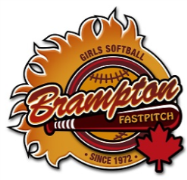 GIRLS SOFTBALL
Brampton
FASTPITCH
• SINCE 1972 •